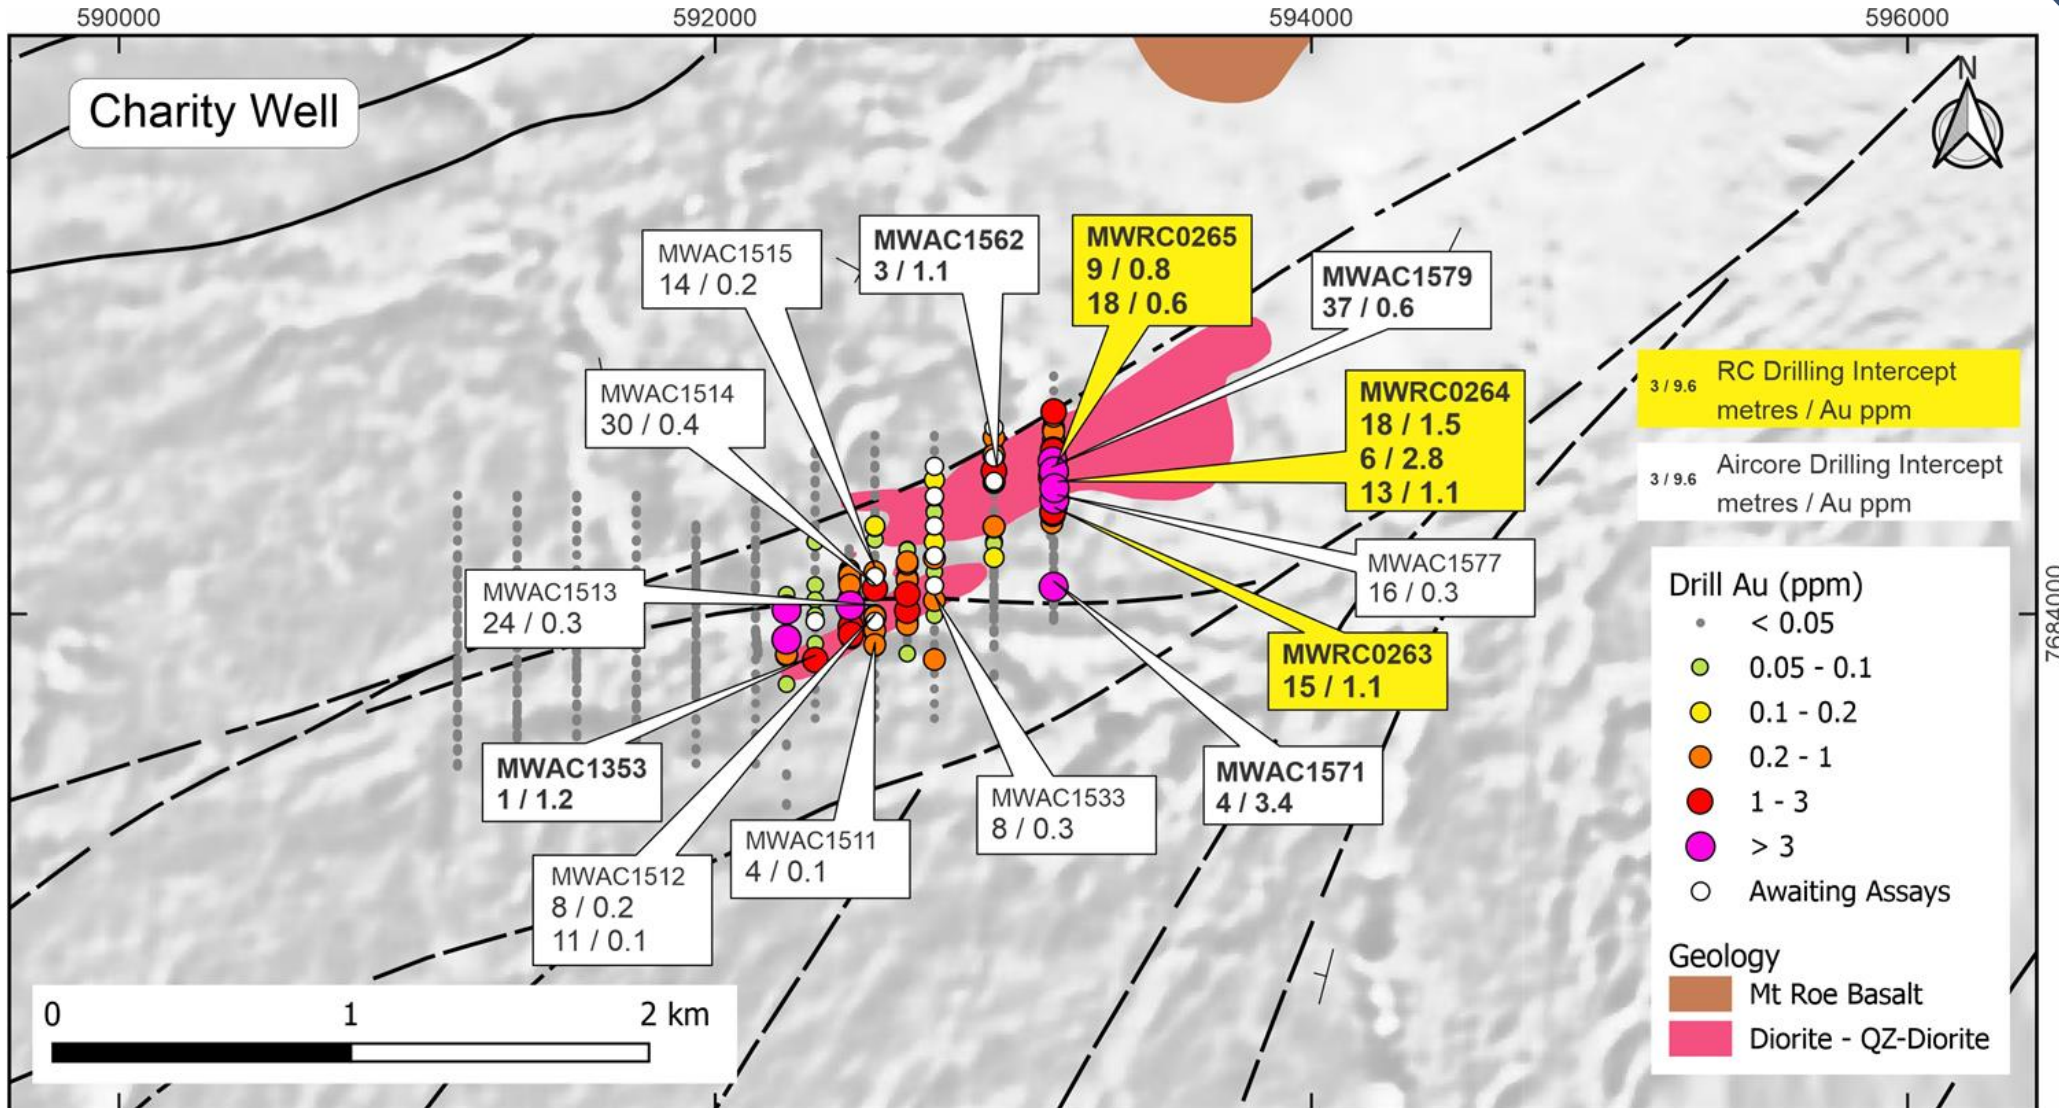 590000
592000
594000
596000
Charity Well
N
MWAC1515
14 / 0.2
MWAC1562
3 / 1.1
MWRC0265
9 / 0.8
18 / 0.6
MWAC1579
37 / 0.6
MWAC1514
30 / 0.4
MWRC0264
18 / 1.5
6 / 2.8
13 / 1.1
3 / 9.6 RC Drilling Intercept
metres / Au ppm
3 / 9.6 Aircore Drilling Intercept
metres / Au ppm
MWAC1513
24 / 0.3
MWAC1577
16 / 0.3
MWRC0263
15 / 1.1
MWAC1353
1 / 1.2
MWAC1512
8 / 0.2
11 / 0.1
MWAC1511
4 / 0.1
MWAC1533
8 / 0.3
MWAC1571
4 / 3.4
7684000
Drill Au (ppm)
< 0.05
0.05 - 0.1
0.1 - 0.2
0.2 - 1
1 - 3
> 3
Awaiting Assays
Geology
Mt Roe Basalt
Diorite - QZ-Diorite
0 1 2 km